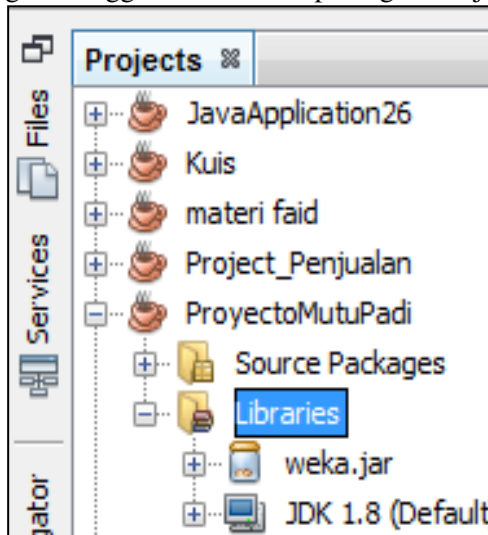 Projects
Files
Services
JavaApplication26
Kuis
materi faid
Project_Penjualan
ProyectoMutuPadi
Source Packages
Libraries
weka.jar
JDK 1.8 (Default